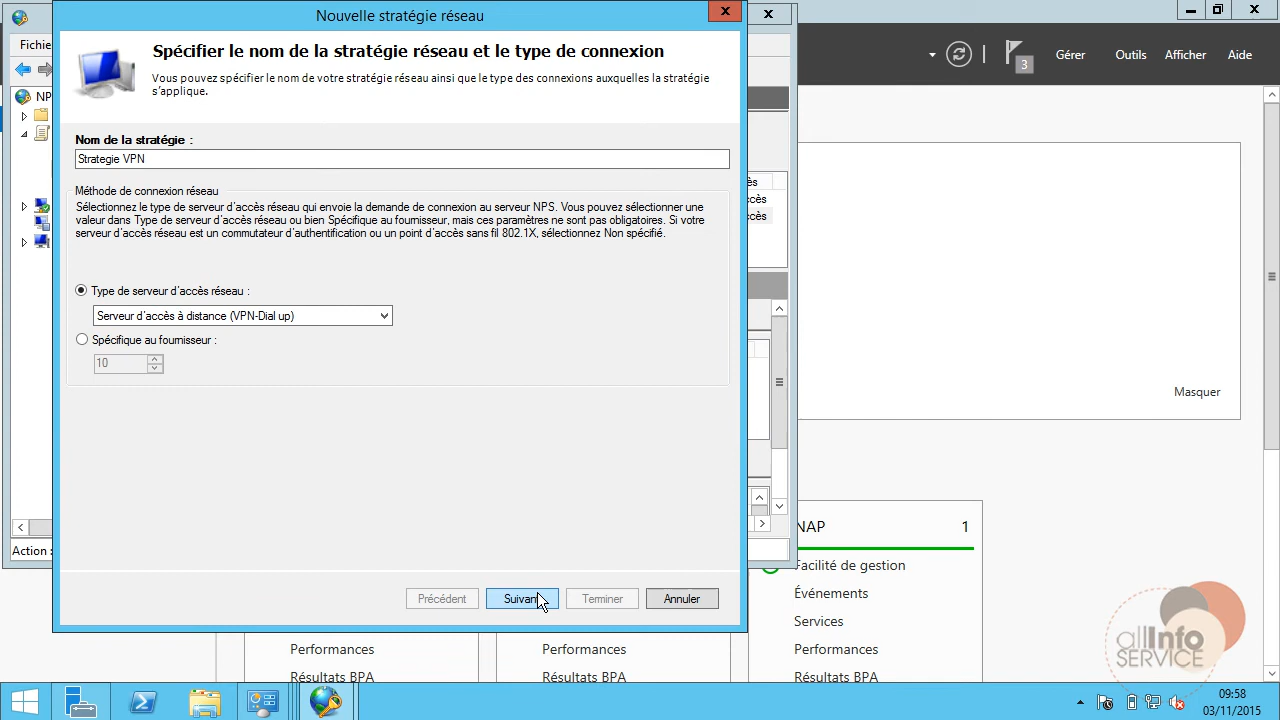 Nouvelle stratégie réseau
Fichie
Gérer
Outils
Afficher
Aide
3
Spécifier le nom de la stratégie réseau et le type de connexion
Vous pouvez spécifier le nom de votre stratégie réseau ainsi que le type des connexions auxquelles la stratégie
s'applique.
NP
Nom de la stratégie :
Strategie VPN
Méthode de connexion réseau
Sélectionnez le type de serveur d'accès réseau qui envoie la demande de connexion au serveur NPS. Vous pouvez sélectionner une
valeur dans Type de serveur d'accès réseau ou bien Spécifique au fournisseur, mais ces paramètres ne sont pas obligatoires. Si votre
serveur d'accès réseau est un commutateur d'authentification ou un point d'accès sans fil 802.1X, sélectionnez Non spécifié.
ès
cès
cès
Type de serveur d'accès réseau :
Serveur d'accès à distance (VPN-Dial up)
Spécifique au fournisseur :
10
Masquer
NAP
1
Action :
Facilité de gestion
Événements
Services
Performances
Résultats BPA
Précédent
Suivant
Terminer
Annuler
Performances
Résultats BPA
Performances
Résultats BPA
allInfo
SERVICE
09:58
03/11/2015